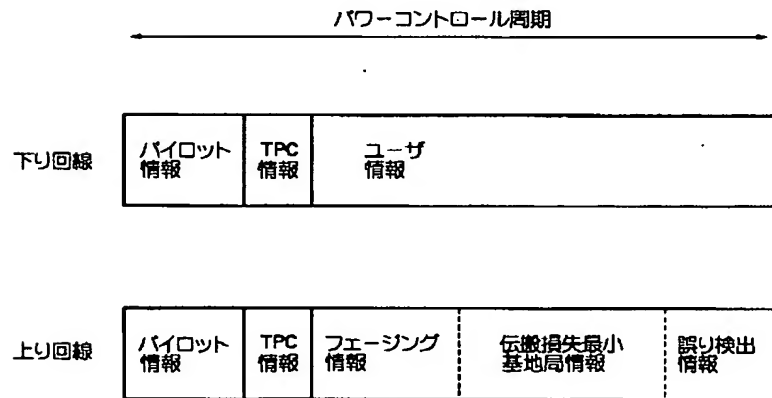 パワーコントロール周期
下り回線
パイロット
情報
TPC
情報
ユーザ
情報
上り回線
パイロット
情報
TPC
情報
フェージング
情報
伝搬損失最小
基地局情報
誤り検出
情報